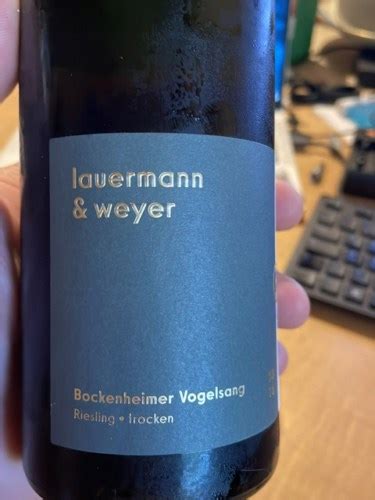 lauermann
& weyer
Bockenheimer Vogelsang
Riesling • trocken